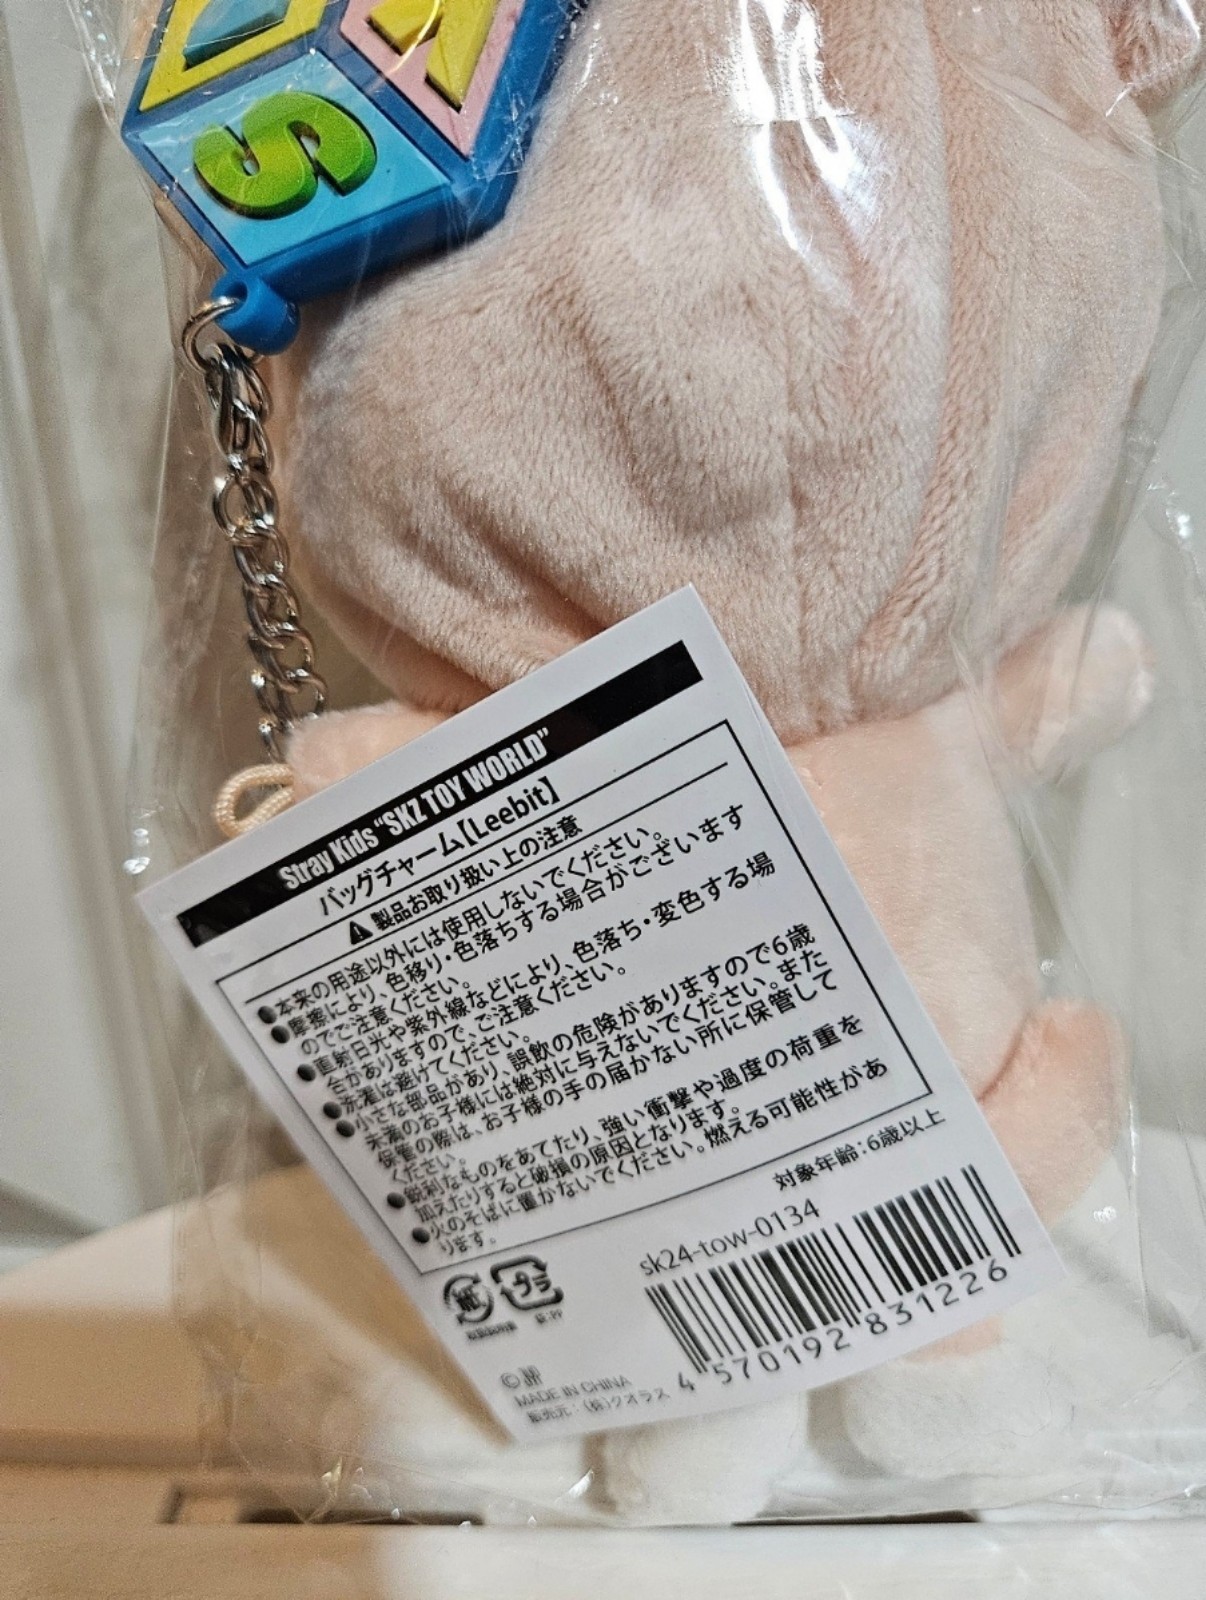 S
Stray Kids "SKZ TOY WORLD"
バッグチャーム【Leebit】
製品お取り扱い上の注意
●本来の用途以外には使用しないでください。
●摩擦により、色移り・色落ちする場合がございます
のでご注意ください。
●直射日光や紫外線などにより、色落ち・変色する場
合がありますので、ご注意ください。
●洗濯は避けてください。
●小さな部品があり、誤飲の危険がありますので6歳
未満のお子様には絶対に与えないでください。また
保管の際は、お子様の手の届かない所に保管して
ください。
●鋭利なものをあてたり、強い衝撃や過度の荷重を
加えたりすると破損の原因となります。
●火のそばに置かないでください。燃える可能性があ
ります。
対象年齢:6歳以上
sk24-tow-0134
紙 プラ
4 570192 831226
MADE IN CHINA
販売元:(株)クオラス